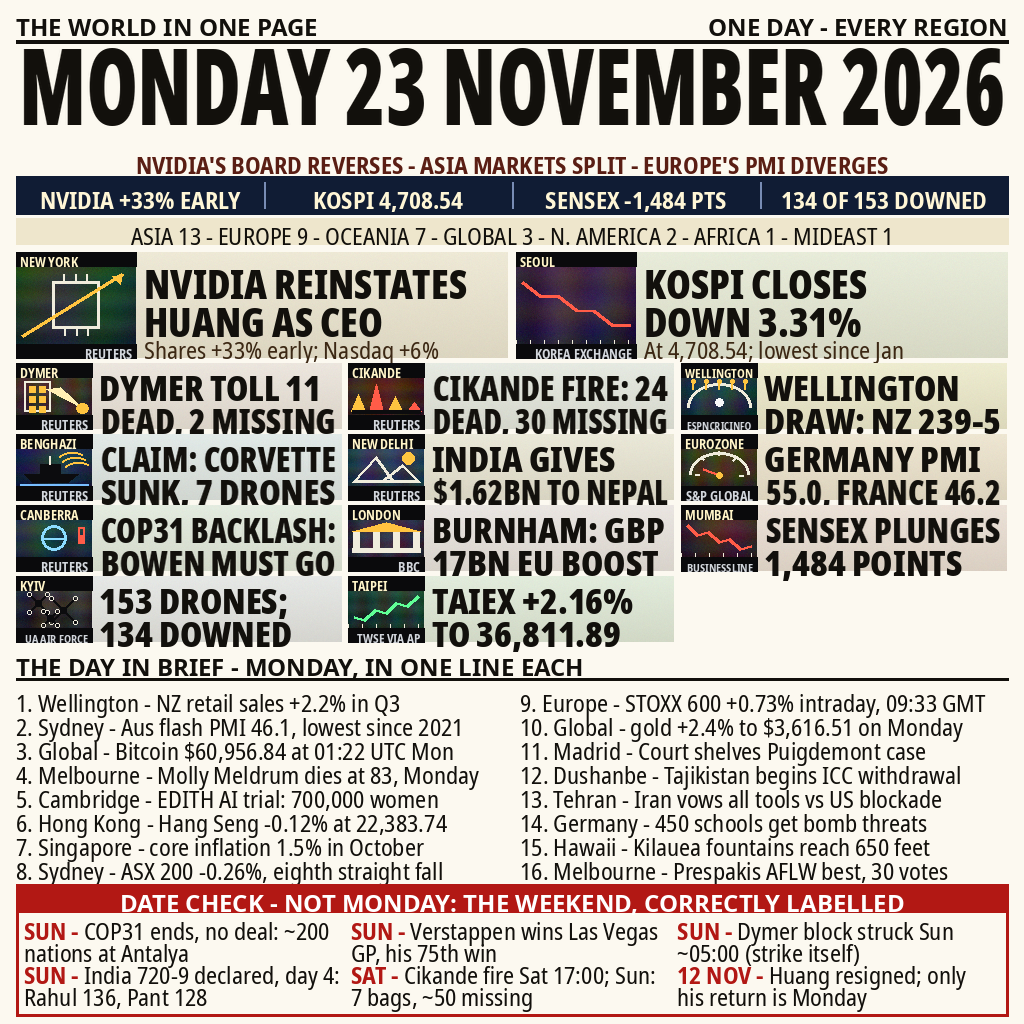 THE WORLD IN ONE PAGE
ONE DAY - EVERY REGION
MONDAY 23 NOVEMBER 2026
NVIDIA'S BOARD REVERSES - ASIA MARKETS SPLIT - EUROPE'S PMI DIVERGES
NVIDIA +33% EARLY
KOSPI 4,708.54
SENSEX -1,484 PTS
134 OF 153 DOWNED
ASIA 13 - EUROPE 9 - OCEANIA 7 - GLOBAL 3 - N. AMERICA 2 - AFRICA 1 - MIDEAST 1
NEW YORK
NVIDIA REINSTATES
HUANG AS CEO
REUTERS
Shares +33% early; Nasdaq +6%
SEOUL
KOSPI CLOSES
DOWN 3.31%
KOREA EXCHANGE
At 4,708.54; lowest since Jan
DYMER
DYMER TOLL 11
DEAD, 2 MISSING
REUTERS
CIKANDE
CIKANDE FIRE: 24
DEAD, 30 MISSING
REUTERS
WELLINGTON
WELLINGTON
DRAW: NZ 239-5
ESPNCRICINFO
BENGHAZI
CLAIM: CORVETTE
SUNK, 7 DRONES
REUTERS
NEW DELHI
INDIA GIVES
$1.62BN TO NEPAL
REUTERS
EUROZONE
GERMANY PMI
55.0, FRANCE 46.2
S&P GLOBAL
CANBERRA
COP31 BACKLASH:
BOWEN MUST GO
REUTERS
LONDON
BURNHAM: GBP
17BN EU BOOST
BBC
MUMBAI
SENSEX PLUNGES
1,484 POINTS
BUSINESSLINE
KYIV
153 DRONES;
134 DOWNED
UA AIR FORCE
TAIPEI
TAIEX +2.16%
TO 36,811.89
TWSE VIA AP
THE DAY IN BRIEF - MONDAY, IN ONE LINE EACH
1. Wellington - NZ retail sales +2.2% in Q3
2. Sydney - Aus flash PMI 46.1, lowest since 2021
3. Global - Bitcoin $60,956.84 at 01:22 UTC Mon
4. Melbourne - Molly Meldrum dies at 83, Monday
5. Cambridge - EDITH AI trial: 700,000 women
6. Hong Kong - Hang Seng -0.12% at 22,383.74
7. Singapore - core inflation 1.5% in October
8. Sydney - ASX 200 -0.26%, eighth straight fall
9. Europe - STOXX 600 +0.73% intraday, 09:33 GMT
10. Global - gold +2.4% to $3,616.51 on Monday
11. Madrid - Court shelves Puigdemont case
12. Dushanbe - Tajikistan begins ICC withdrawal
13. Tehran - Iran vows all tools vs US blockade
14. Germany - 450 schools get bomb threats
15. Hawaii - Kilauea fountains reach 650 feet
16. Melbourne - Prespakis AFLW best, 30 votes
DATE CHECK - NOT MONDAY: THE WEEKEND, CORRECTLY LABELLED
SUN - COP31 ends, no deal: ~200
nations at Antalya
SUN - Verstappen wins Las Vegas
GP, his 75th win
SUN - Dymer block struck Sun
~05:00 (strike itself)
SUN - India 720-9 declared, day 4:
Rahul 136, Pant 128
SAT - Cikande fire Sat 17:00; Sun:
7 bags, ~50 missing
12 NOV - Huang resigned; only
his return is Monday